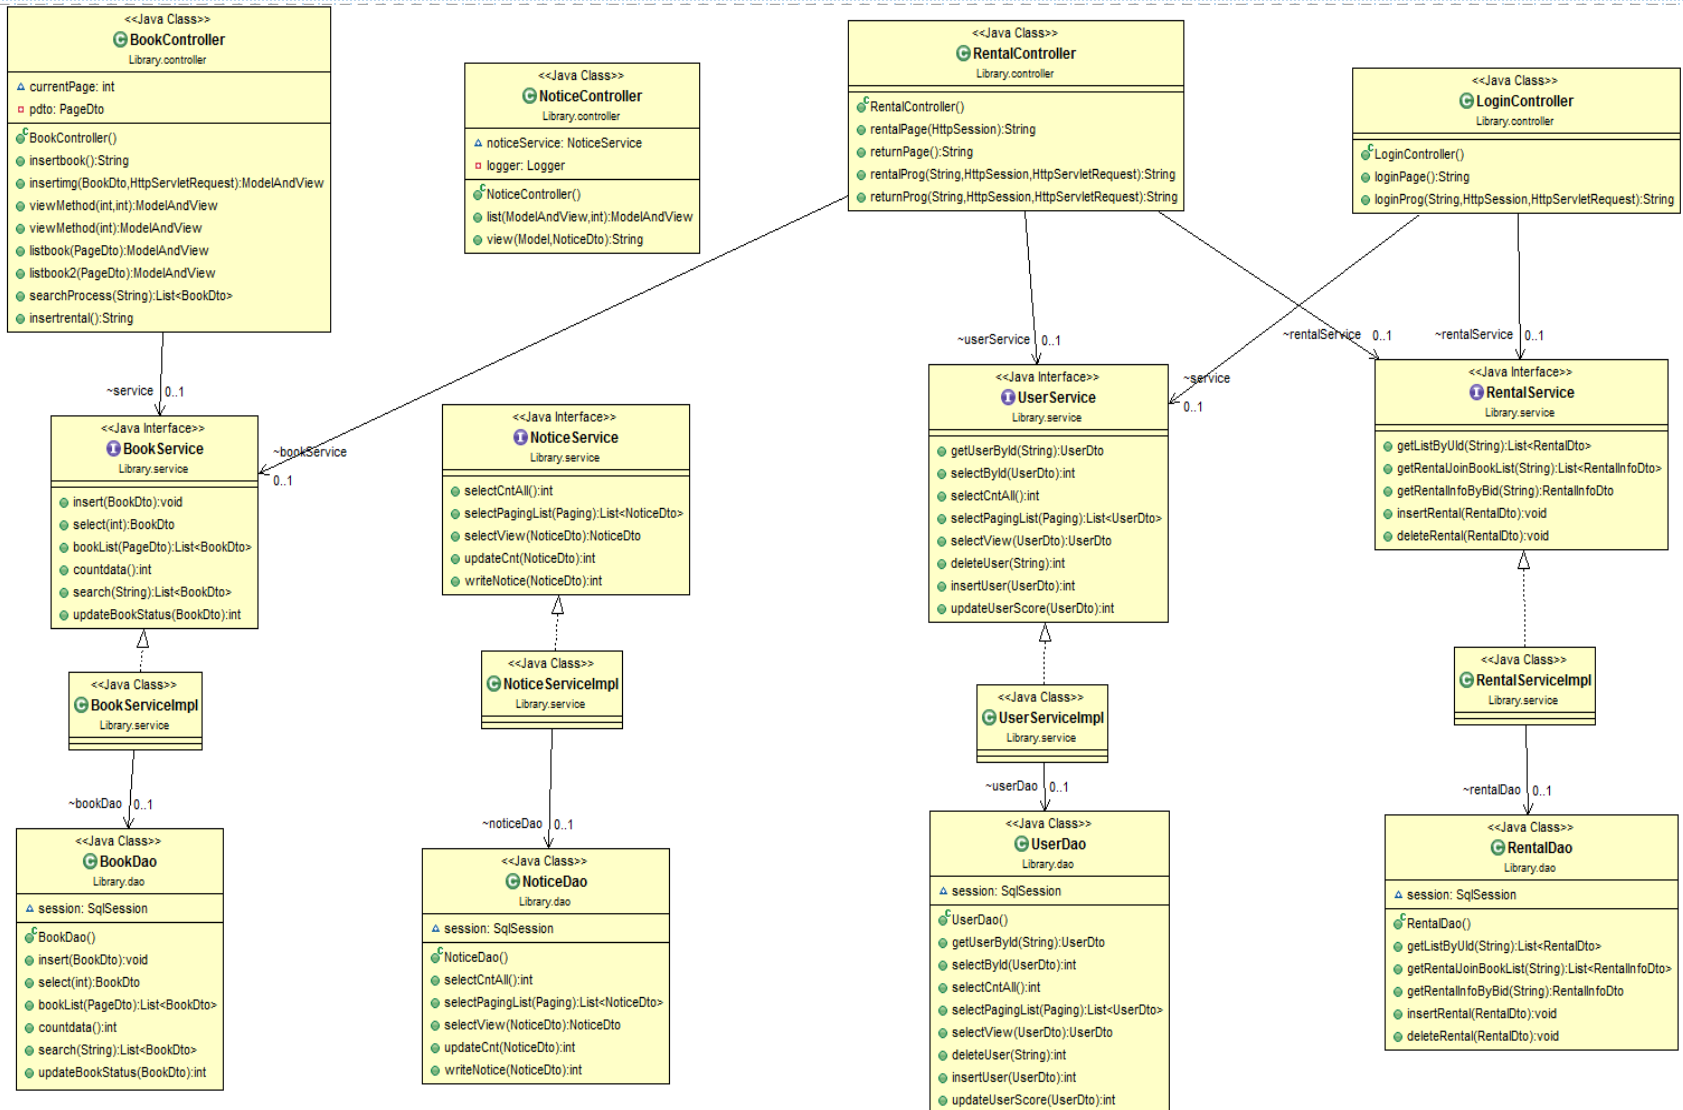 <<Java Class>>
BookController
Library.controller
currentPage: int
pdto: PageDto
BookController()
insertbook():String
insertimg(BookDto,HttpServletRequest):ModelAndView
viewMethod(int,int):ModelAndView
viewMethod(int):ModelAndView
listbook(PageDto):ModelAndView
listbook2(PageDto):ModelAndView
searchProcess(String):List<BookDto>
insertrental():String
<<Java Class>>
NoticeController
Library.controller
noticeService: NoticeService
logger: Logger
NoticeController()
list(ModelAndView,int):ModelAndView
view(Model,NoticeDto):String
<<Java Class>>
RentalController
Library.controller
RentalController()
rentalPage(HttpSession):String
returnPage():String
rentalProg(String,HttpSession,HttpServletRequest):String
returnProg(String,HttpSession,HttpServletRequest):String
<<Java Class>>
LoginController
Library.controller
LoginController()
loginPage():String
loginProg(String,HttpSession,HttpServletRequest):String
~service 0..1
~bookService
0..1
~userService 0..1
~rentalService 0..1
~rentalService 0..1
~service
0..1
<<Java Interface>>
BookService
Library.service
insert(BookDto):void
select(int):BookDto
bookList(PageDto):List<BookDto>
countdata():int
search(String):List<BookDto>
updateBookStatus(BookDto):int
<<Java Interface>>
NoticeService
Library.service
selectCntAll():int
selectPagingList(Paging):List<NoticeDto>
selectView(NoticeDto):NoticeDto
updateCnt(NoticeDto):int
writeNotice(NoticeDto):int
<<Java Interface>>
UserService
Library.service
getUserById(String):UserDto
selectById(UserDto):int
selectCntAll():int
selectPagingList(Paging):List<UserDto>
selectView(UserDto):UserDto
deleteUser(String):int
insertUser(UserDto):int
updateUserScore(UserDto):int
<<Java Interface>>
RentalService
Library.service
getListByUId(String):List<RentalDto>
getRentalJoinBookList(String):List<RentalInfoDto>
getRentalInfoByBid(String):RentalInfoDto
insertRental(RentalDto):void
deleteRental(RentalDto):void
<<Java Class>>
BookServiceImpl
Library.service
<<Java Class>>
NoticeServiceImpl
Library.service
<<Java Class>>
UserServiceImpl
Library.service
<<Java Class>>
RentalServiceImpl
Library.service
~bookDao 0..1
~noticeDao 0..1
~userDao 0..1
~rentalDao 0..1
<<Java Class>>
BookDao
Library.dao
session: SqlSession
BookDao()
insert(BookDto):void
select(int):BookDto
bookList(PageDto):List<BookDto>
countdata():int
search(String):List<BookDto>
updateBookStatus(BookDto):int
<<Java Class>>
NoticeDao
Library.dao
session: SqlSession
NoticeDao()
selectCntAll():int
selectPagingList(Paging):List<NoticeDto>
selectView(NoticeDto):NoticeDto
updateCnt(NoticeDto):int
writeNotice(NoticeDto):int
<<Java Class>>
UserDao
Library.dao
session: SqlSession
UserDao()
getUserById(String):UserDto
selectById(UserDto):int
selectCntAll():int
selectPagingList(Paging):List<UserDto>
selectView(UserDto):UserDto
deleteUser(String):int
insertUser(UserDto):int
updateUserScore(UserDto):int
<<Java Class>>
RentalDao
Library.dao
session: SqlSession
RentalDao()
getListByUId(String):List<RentalDto>
getRentalJoinBookList(String):List<RentalInfoDto>
getRentalInfoByBid(String):RentalInfoDto
insertRental(RentalDto):void
deleteRental(RentalDto):void